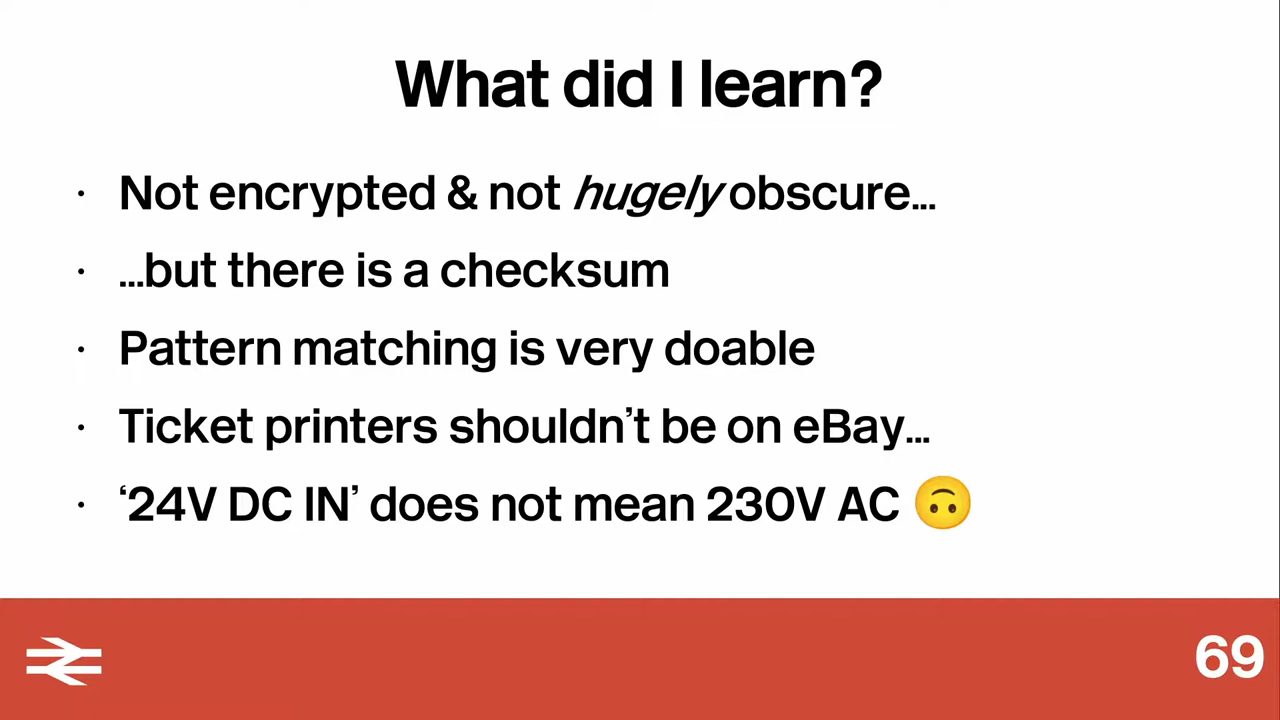 What did I learn?
· Not encrypted & not hugely obscure...
· ...but there is a checksum
· Pattern matching is very doable
· Ticket printers shouldn’t be on eBay...
· ‘24V DC IN’ does not mean 230V AC 🙃
69